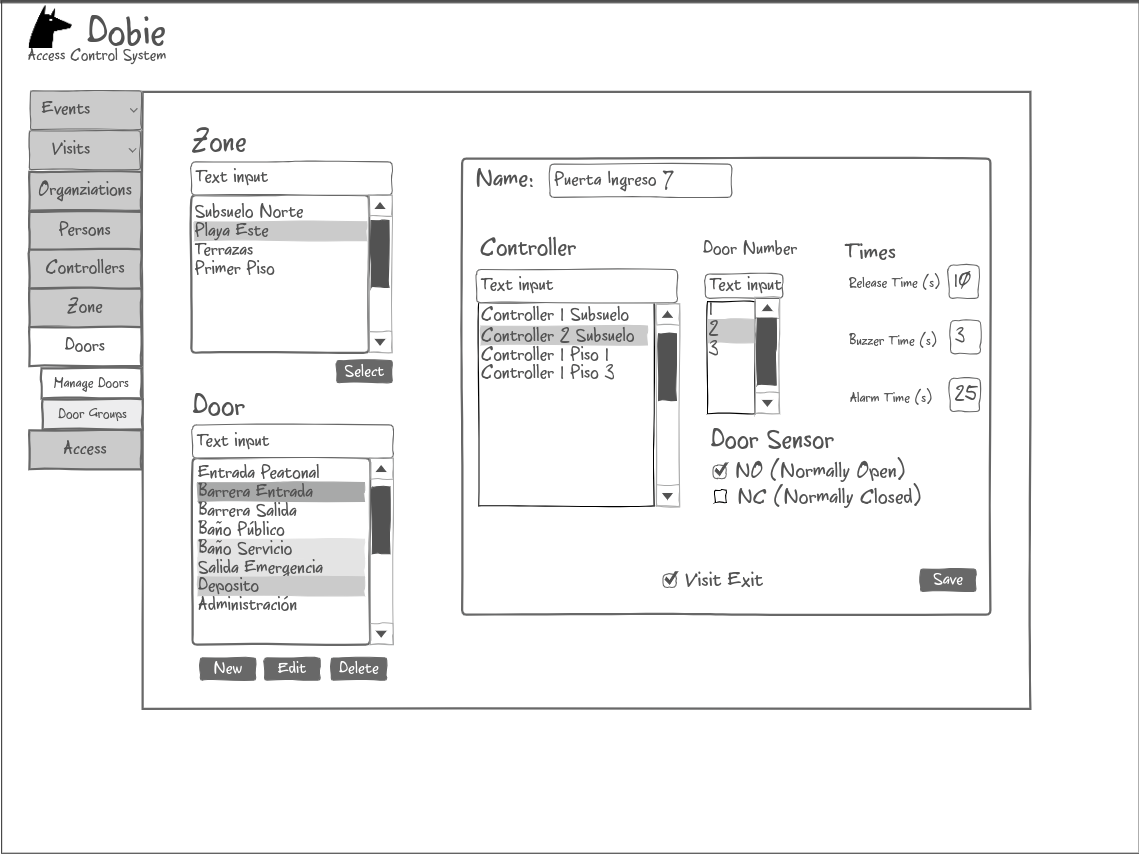 Dobie
Access Control System
Events
Visits
Organziations
Persons
Controllers
Zone
Doors
Manage Doors
Door Groups
Access
Zone
Text input
Subsuelo Norte
Playa Este
Terrazas
Primer Piso
Select
Door
Text input
Entrada Peatonal
Barrera Entrada
Barrera Salida
Baño Público
Baño Servicio
Salida Emergencia
Deposito
Administración
New Edit Delete
Name: Puerta Ingreso 7
Controller
Text input
Controller 1 Subsuelo
Controller 2 Subsuelo
Controller 1 Piso 1
Controller 1 Piso 3
Door Number
Text input
1
2
3
Times
Release Time (s) 10
Buzzer Time (s) 3
Alarm Time (s) 25
Door Sensor
NO (Normally Open)
NC (Normally Closed)
Visit Exit
Save